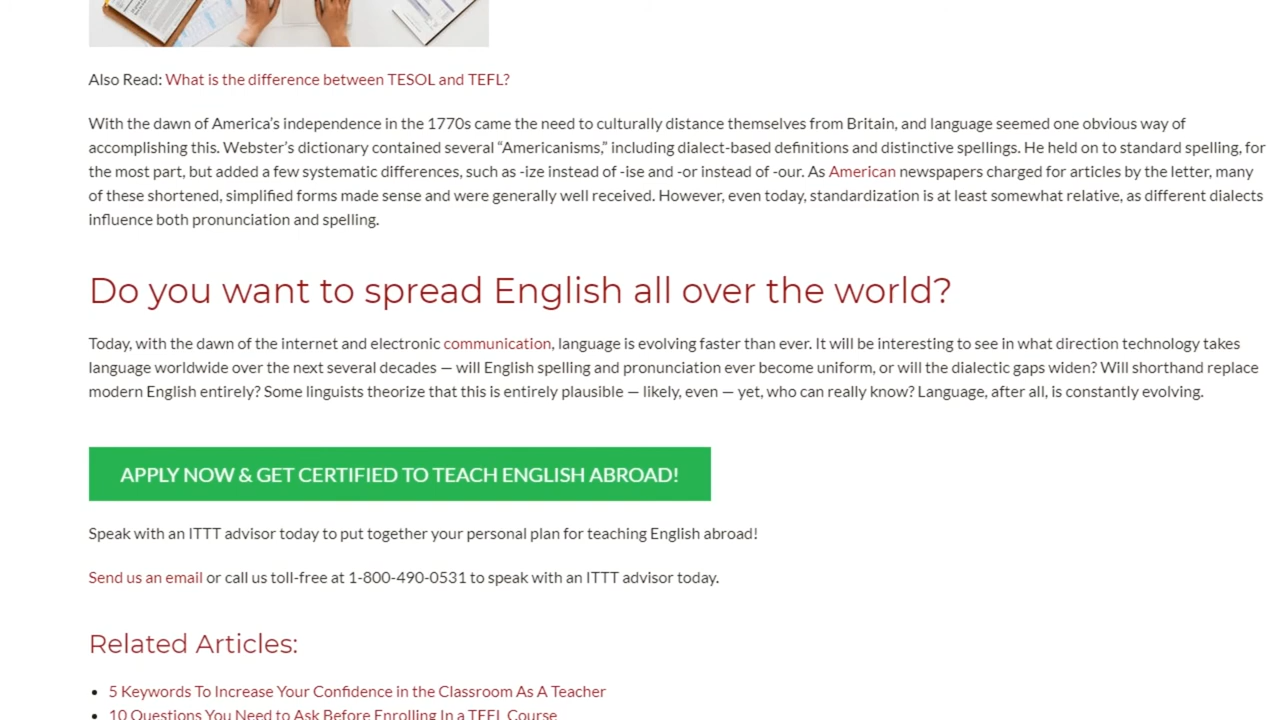 Also Read: What is the difference between TESOL and TEFL?
With the dawn of America’s independence in the 1770s came the need to culturally distance themselves from Britain, and language seemed one obvious way of
accomplishing this. Webster’s dictionary contained several “Americanisms,” including dialect-based definitions and distinctive spellings. He held on to standard spelling, for
the most part, but added a few systematic differences, such as -ize instead of -ise and -or instead of -our. As American newspapers charged for articles by the letter, many
of these shortened, simplified forms made sense and were generally well received. However, even today, standardization is at least somewhat relative, as different dialects
influence both pronunciation and spelling.
Do you want to spread English all over the world?
Today, with the dawn of the internet and electronic communication, language is evolving faster than ever. It will be interesting to see in what direction technology takes
language worldwide over the next several decades — will English spelling and pronunciation ever become uniform, or will the dialectic gaps widen? Will shorthand replace
modern English entirely? Some linguists theorize that this is entirely plausible — likely, even — yet, who can really know? Language, after all, is constantly evolving.
APPLY NOW & GET CERTIFIED TO TEACH ENGLISH ABROAD!
Speak with an ITTT advisor today to put together your personal plan for teaching English abroad!
Send us an email or call us toll-free at 1-800-490-0531 to speak with an ITTT advisor today.
Related Articles:
• 5 Keywords To Increase Your Confidence in the Classroom As A Teacher
• 10 Questions You Need to Ask Before Enrolling In a TEFL Course